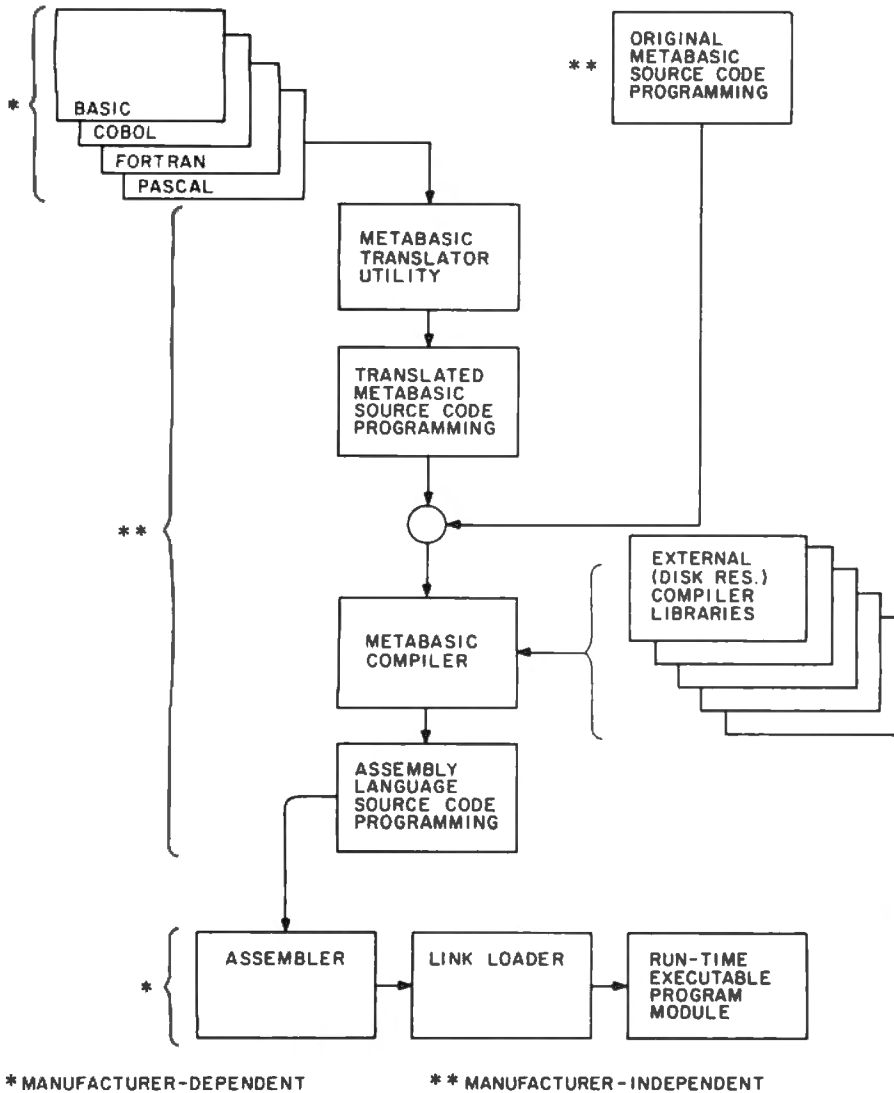 *
BASIC
COBOL
FORTRAN
PASCAL
**
ORIGINAL
METABASIC
SOURCE CODE
PROGRAMMING
METABASIC
TRANSLATOR
UTILITY
TRANSLATED
METABASIC
SOURCE CODE
PROGRAMMING
**
EXTERNAL
(DISK RES.)
COMPILER
LIBRARIES
METABASIC
COMPILER
ASSEMBLY
LANGUAGE
SOURCE CODE
PROGRAMMING
*
ASSEMBLER
LINK LOADER
RUN-TIME
EXECUTABLE
PROGRAM
MODULE
* MANUFACTURER-DEPENDENT
** MANUFACTURER-INDEPENDENT